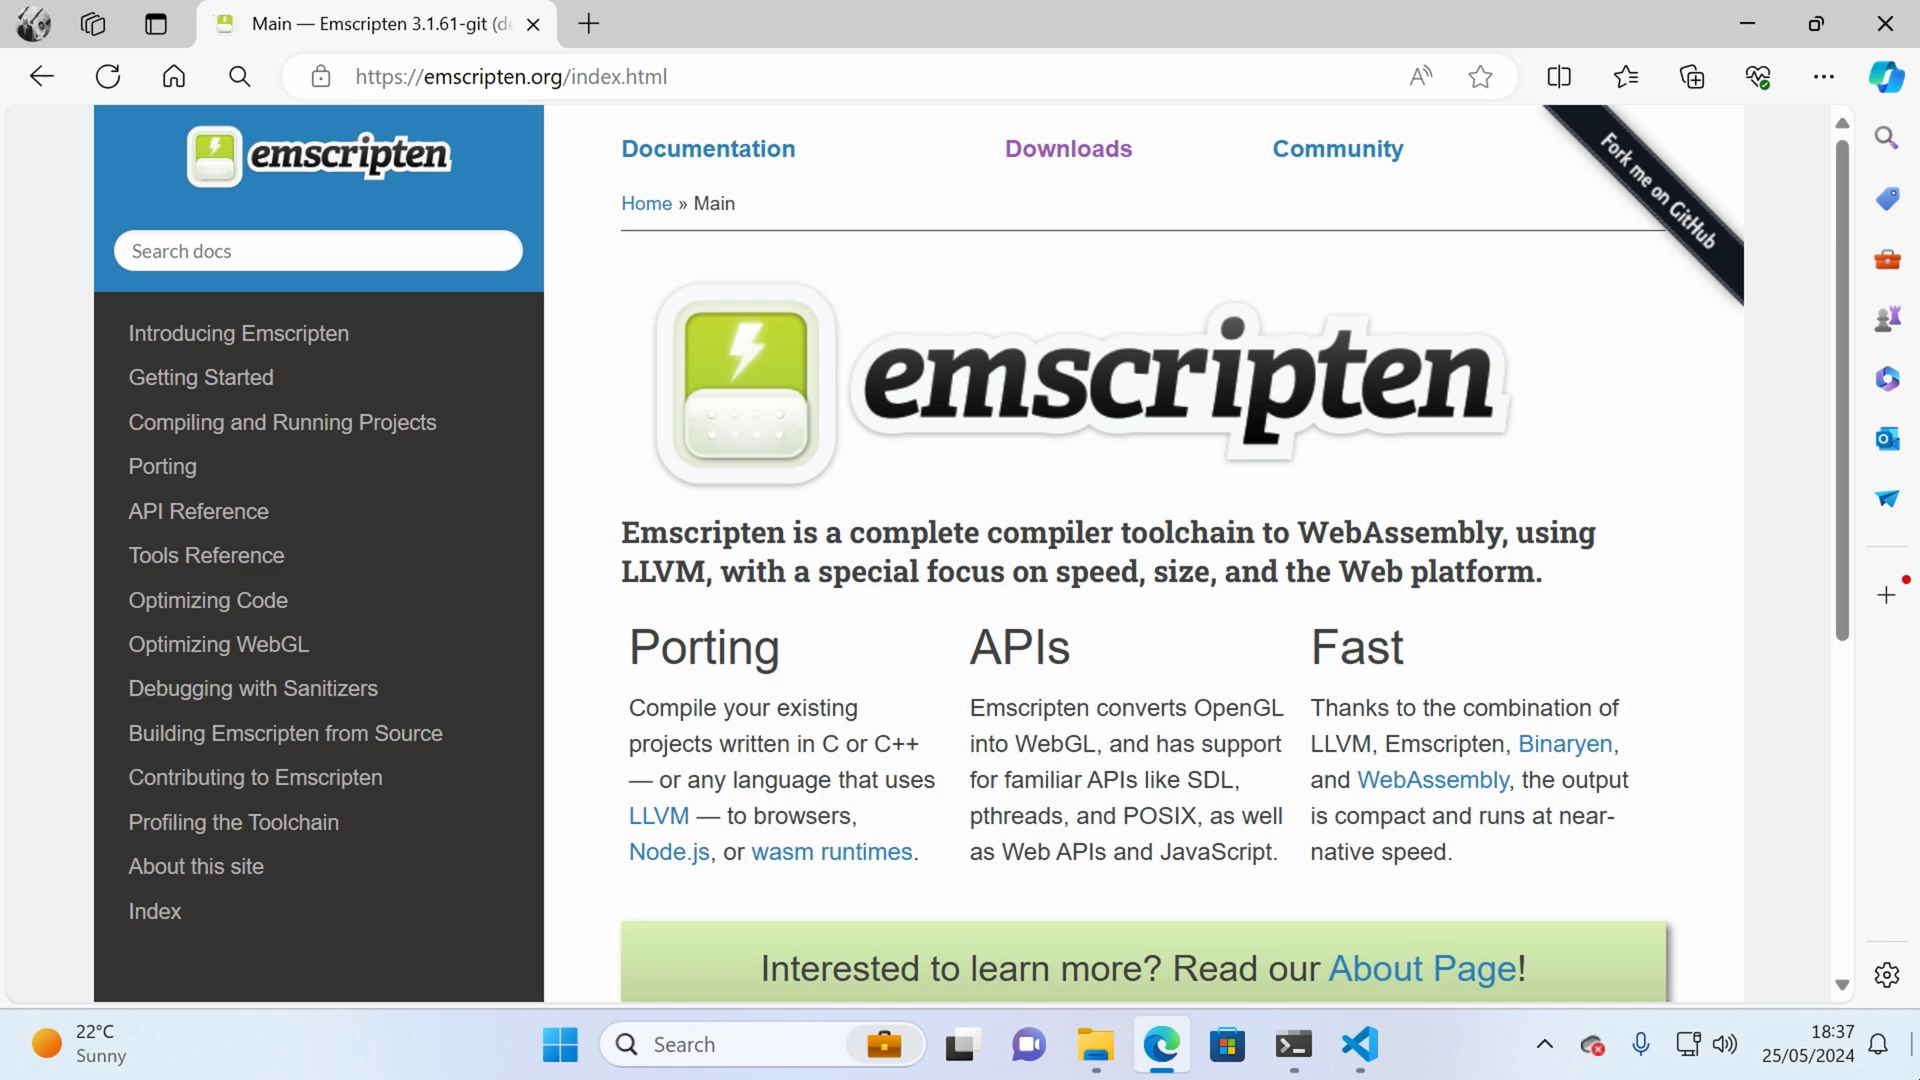 Main — Emscripten 3.1.61-git (de
https://emscripten.org/index.html
emscripten
Search docs
Introducing Emscripten
Getting Started
Compiling and Running Projects
Porting
API Reference
Tools Reference
Optimizing Code
Optimizing WebGL
Debugging with Sanitizers
Building Emscripten from Source
Contributing to Emscripten
Profiling the Toolchain
About this site
Index
Documentation
Downloads
Community
Fork me on GitHub
Home » Main
emscripten
Emscripten is a complete compiler toolchain to WebAssembly, using
LLVM, with a special focus on speed, size, and the Web platform.
Porting
Compile your existing
projects written in C or C++
— or any language that uses
LLVM — to browsers,
Node.js, or wasm runtimes.
APIs
Emscripten converts OpenGL
into WebGL, and has support
for familiar APIs like SDL,
pthreads, and POSIX, as well
as Web APIs and JavaScript.
Fast
Thanks to the combination of
LLVM, Emscripten, Binaryen,
and WebAssembly, the output
is compact and runs at near-
native speed.
Interested to learn more? Read our About Page!
22°C
Sunny
Search
18:37
25/05/2024